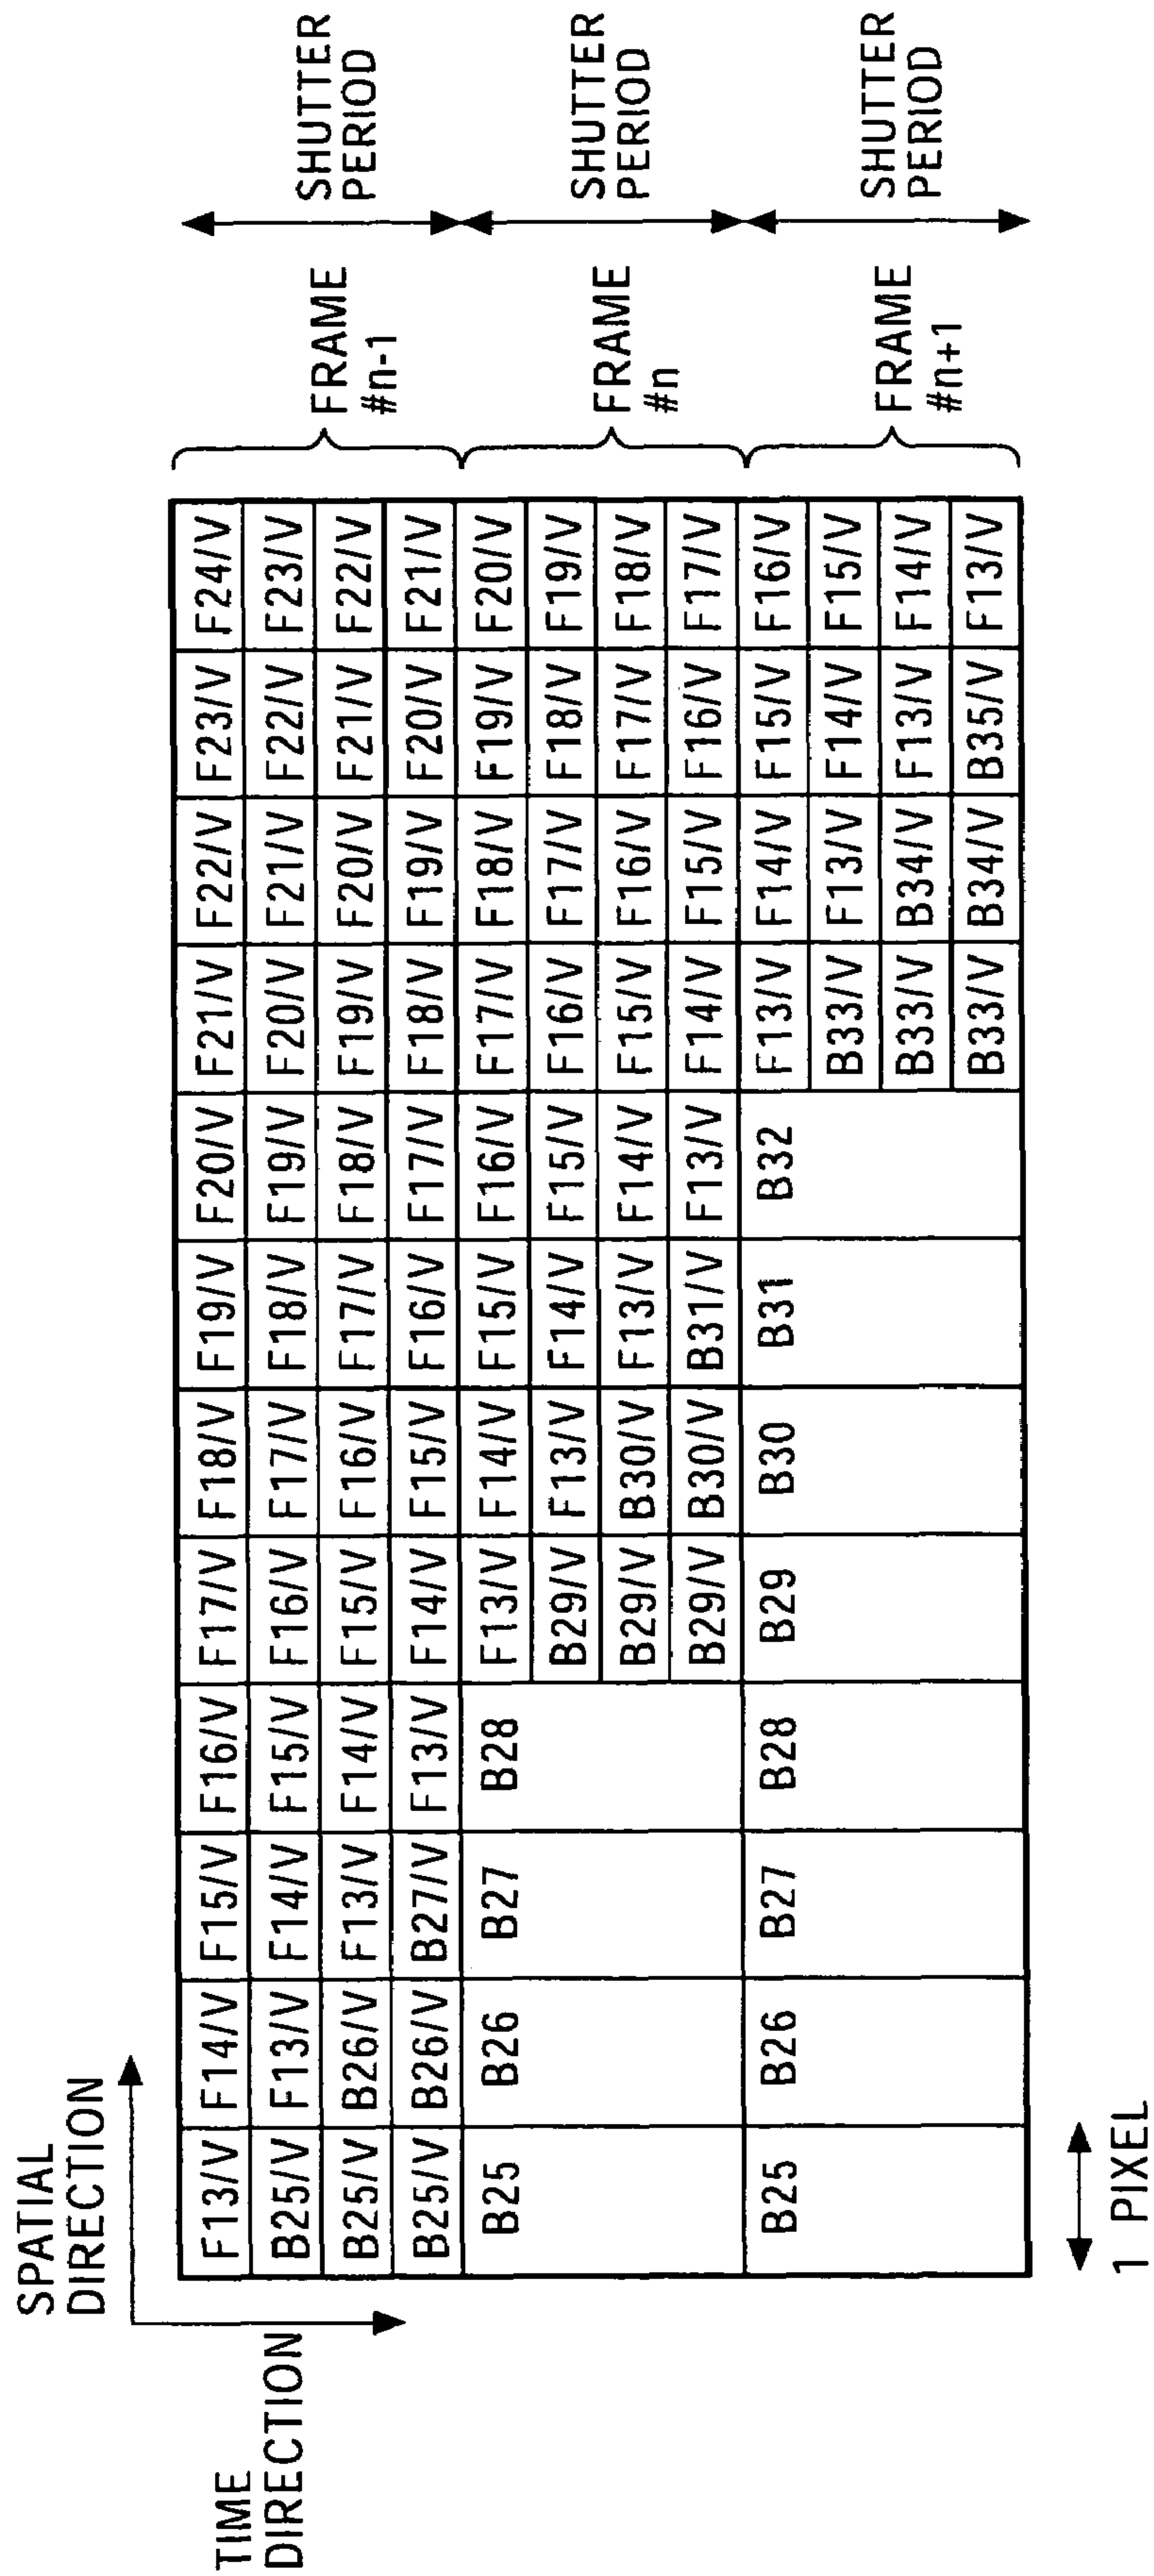 SPATIAL
DIRECTION
TIME
DIRECTION
F13/V F14/V F15/V F16/V F17/V F18/V F19/V F20/V F21/V F22/V F23/V F24/V
B25/V F13/V F14/V F15/V F16/V F17/V F18/V F19/V F20/V F21/V F22/V F23/V
B25/V B26/V F13/V F14/V F15/V F16/V F17/V F18/V F19/V F20/V F21/V F22/V
B25/V B26/V B27/V F13/V F14/V F15/V F16/V F17/V F18/V F19/V F20/V F21/V
B25 B26 B27 B28 F13/V F14/V F15/V F16/V F17/V F18/V F19/V F20/V
B29/V F13/V F14/V F15/V F16/V F17/V F18/V F19/V
B29/V B30/V F13/V F14/V F15/V F16/V F17/V F18/V
B29/V B30/V B31/V F13/V F14/V F15/V F16/V F17/V
B25 B26 B27 B28 B29 B30 B31 B32 F13/V F14/V F15/V F16/V
B33/V F13/V F14/V F15/V
B33/V B34/V F13/V F14/V
B33/V B34/V B35/V F13/V
FRAME
#n-1
SHUTTER
PERIOD
FRAME
#n
SHUTTER
PERIOD
FRAME
#n+1
SHUTTER
PERIOD
1 PIXEL